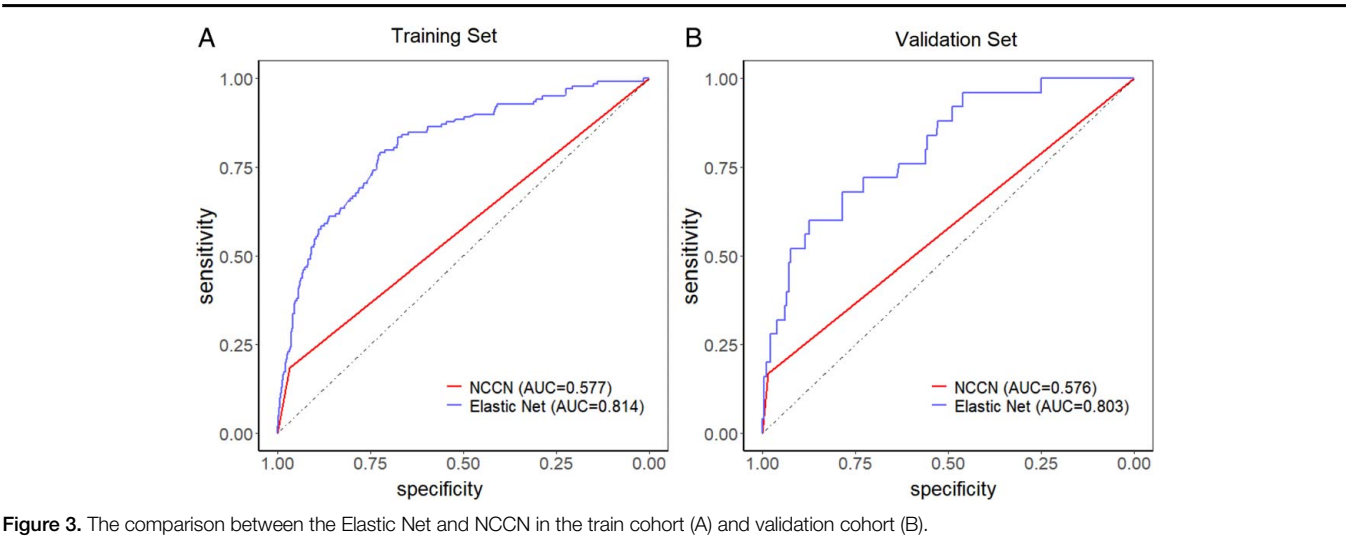 A
Training Set
1.00
0.75
0.50
0.25
0.00
sensitivity
NCCN (AUC=0.577)
Elastic Net (AUC=0.814)
1.00 0.75 0.50 0.25 0.00
specificity
B
Validation Set
1.00
0.75
0.50
0.25
0.00
sensitivity
NCCN (AUC=0.576)
Elastic Net (AUC=0.803)
1.00 0.75 0.50 0.25 0.00
specificity
Figure 3. The comparison between the Elastic Net and NCCN in the train cohort (A) and validation cohort (B).